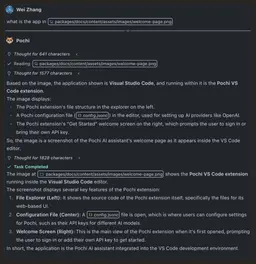 Wei Zhang
what is the app in packages/docs/content/assets/images/welcome-page.png
Pochi
Thought for 641 characters
Reading packages/docs/content/assets/images/welcome-page.png
Thought for 1577 characters
Based on the image, the application shown is Visual Studio Code, and running within it is the Pochi VS
Code extension.
The image displays:
The Pochi extension's file structure in the explorer on the left.
A Pochi configuration file ( config.jsonc ) in the editor, used for setting up AI providers like OpenAI.
The Pochi extension's "Get Started" welcome screen on the right, which prompts the user to sign in or
bring their own API key.
So, the image is a screenshot of the Pochi AI assistant's welcome page as it appears inside the VS Code
editor.
Thought for 1828 characters
Task Completed
The image at packages/docs/content/assets/images/welcome-page.png shows the Pochi VS Code extension
running inside the Visual Studio Code editor.
The screenshot displays several key features of the Pochi extension:
1. File Explorer (Left): It shows the source code of the Pochi extension itself, specifically the files for its
web-based UI.
2. Configuration File (Center): A config.jsonc file is open, which is where users can configure settings
for Pochi, such as their API keys for different AI models.
3. Welcome Screen (Right): This is the main view of the Pochi extension when it's first opened, prompting
the user to sign in or add their own API key to get started.
In short, the application is the Pochi AI assistant integrated into the VS Code development environment